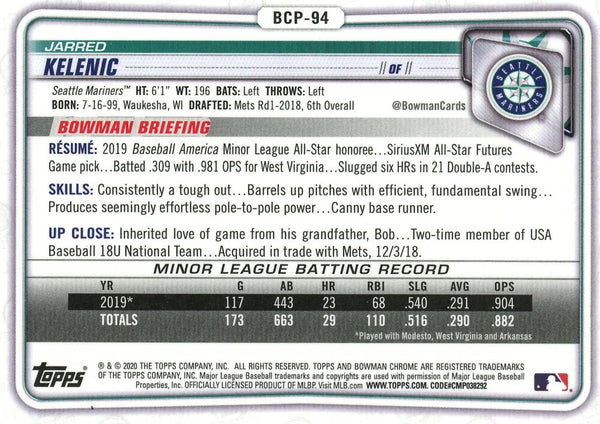 BCP-94
JARRED
KELENIC
// OF //
SEATTLE MARINERS
Seattle Mariners™ HT: 6'1" WT: 196 BATS: Left THROWS: Left
BORN: 7-16-99, Waukesha, WI DRAFTED: Mets Rd1-2018, 6th Overall
@BowmanCards
BOWMAN BRIEFING
RÉSUMÉ: 2019 Baseball America Minor League All-Star honoree...SiriusXM All-Star Futures
Game pick...Batted .309 with .981 OPS for West Virginia...Slugged six HRs in 21 Double-A contests.
SKILLS: Consistently a tough out...Barrels up pitches with efficient, fundamental swing...
Produces seemingly effortless pole-to-pole power...Canny base runner.
UP CLOSE: Inherited love of game from his grandfather, Bob...Two-time member of USA
Baseball 18U National Team...Acquired in trade with Mets, 12/3/18.
MINOR LEAGUE BATTING RECORD
YR G AB HR RBI SLG AVG OPS
2019* 117 443 23 68 .540 .291 .904
TOTALS 173 663 29 110 .516 .290 .882
*Played with Modesto, West Virginia and Arkansas
Topps
® & © 2020 THE TOPPS COMPANY, INC. ALL RIGHTS RESERVED. TOPPS AND BOWMAN CHROME ARE REGISTERED TRADEMARKS
OF THE TOPPS COMPANY, INC. Major League Baseball trademarks and copyrights are used with permission of Major League Baseball
Properties, Inc. OFFICIALLY LICENSED PRODUCT OF MLBP. Visit MLB.com WWW.TOPPS.COM. CODE#CMP038292